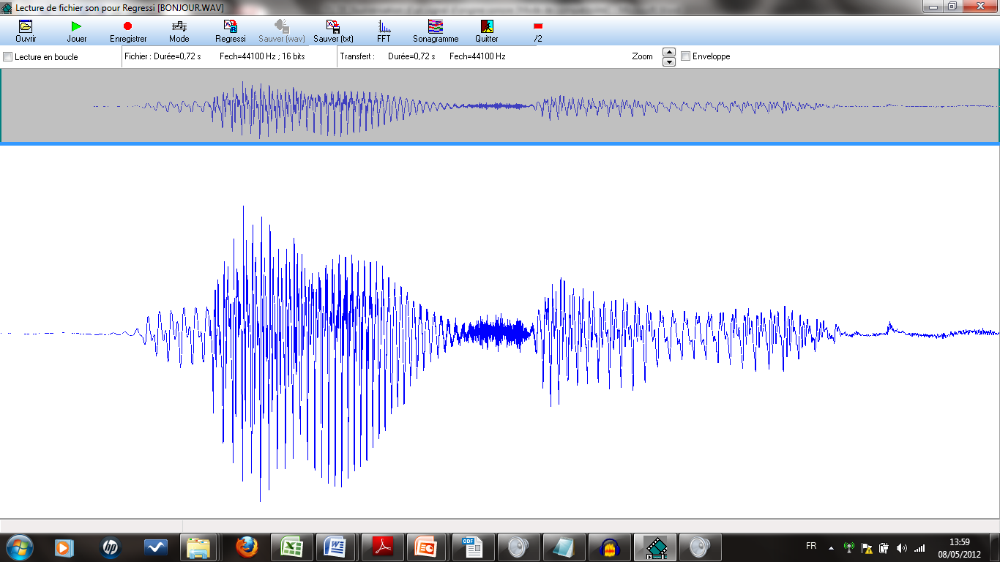 Lecture de fichier son pour Regressi [BONJOUR.WAV]
Ouvrir Jouer Enregistrer Mode Regressi Sauver (wav) Sauver (txt) FFT Sonagramme Quitter /2
Lecture en boucle Fichier : Durée=0,72 s Fech=44100 Hz ; 16 bits Transfert : Durée=0,72 s Fech=44100 Hz Zoom Enveloppe
FR 13:59
08/05/2012